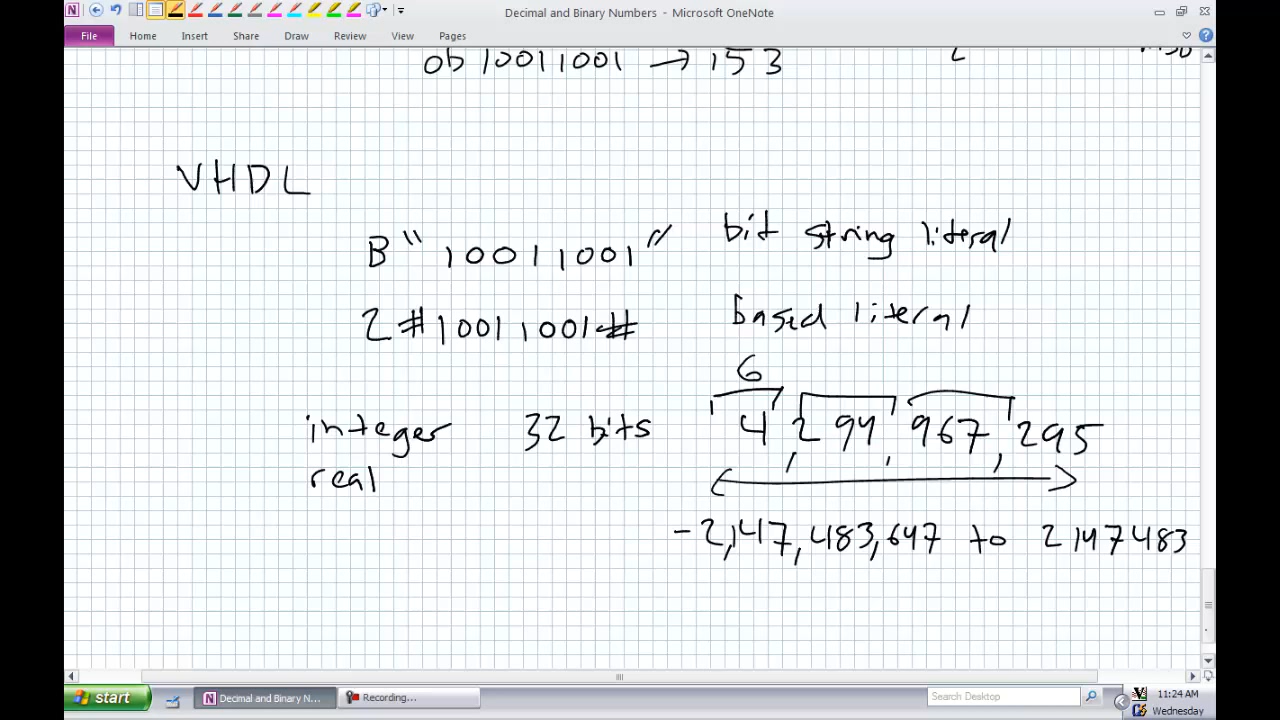 Decimal and Binary Numbers - Microsoft OneNote
File Home Insert Share Draw Review View Pages
0b 10011001 → 153
VHDL
B "10011001" bit string literal
2#10011001# based literal
6
integer 32 bits 4,294,967,295
real
-2,147,483,647 to 2147483
start Decimal and Binary N... Recording... Search Desktop 11:24 AM
Wednesday